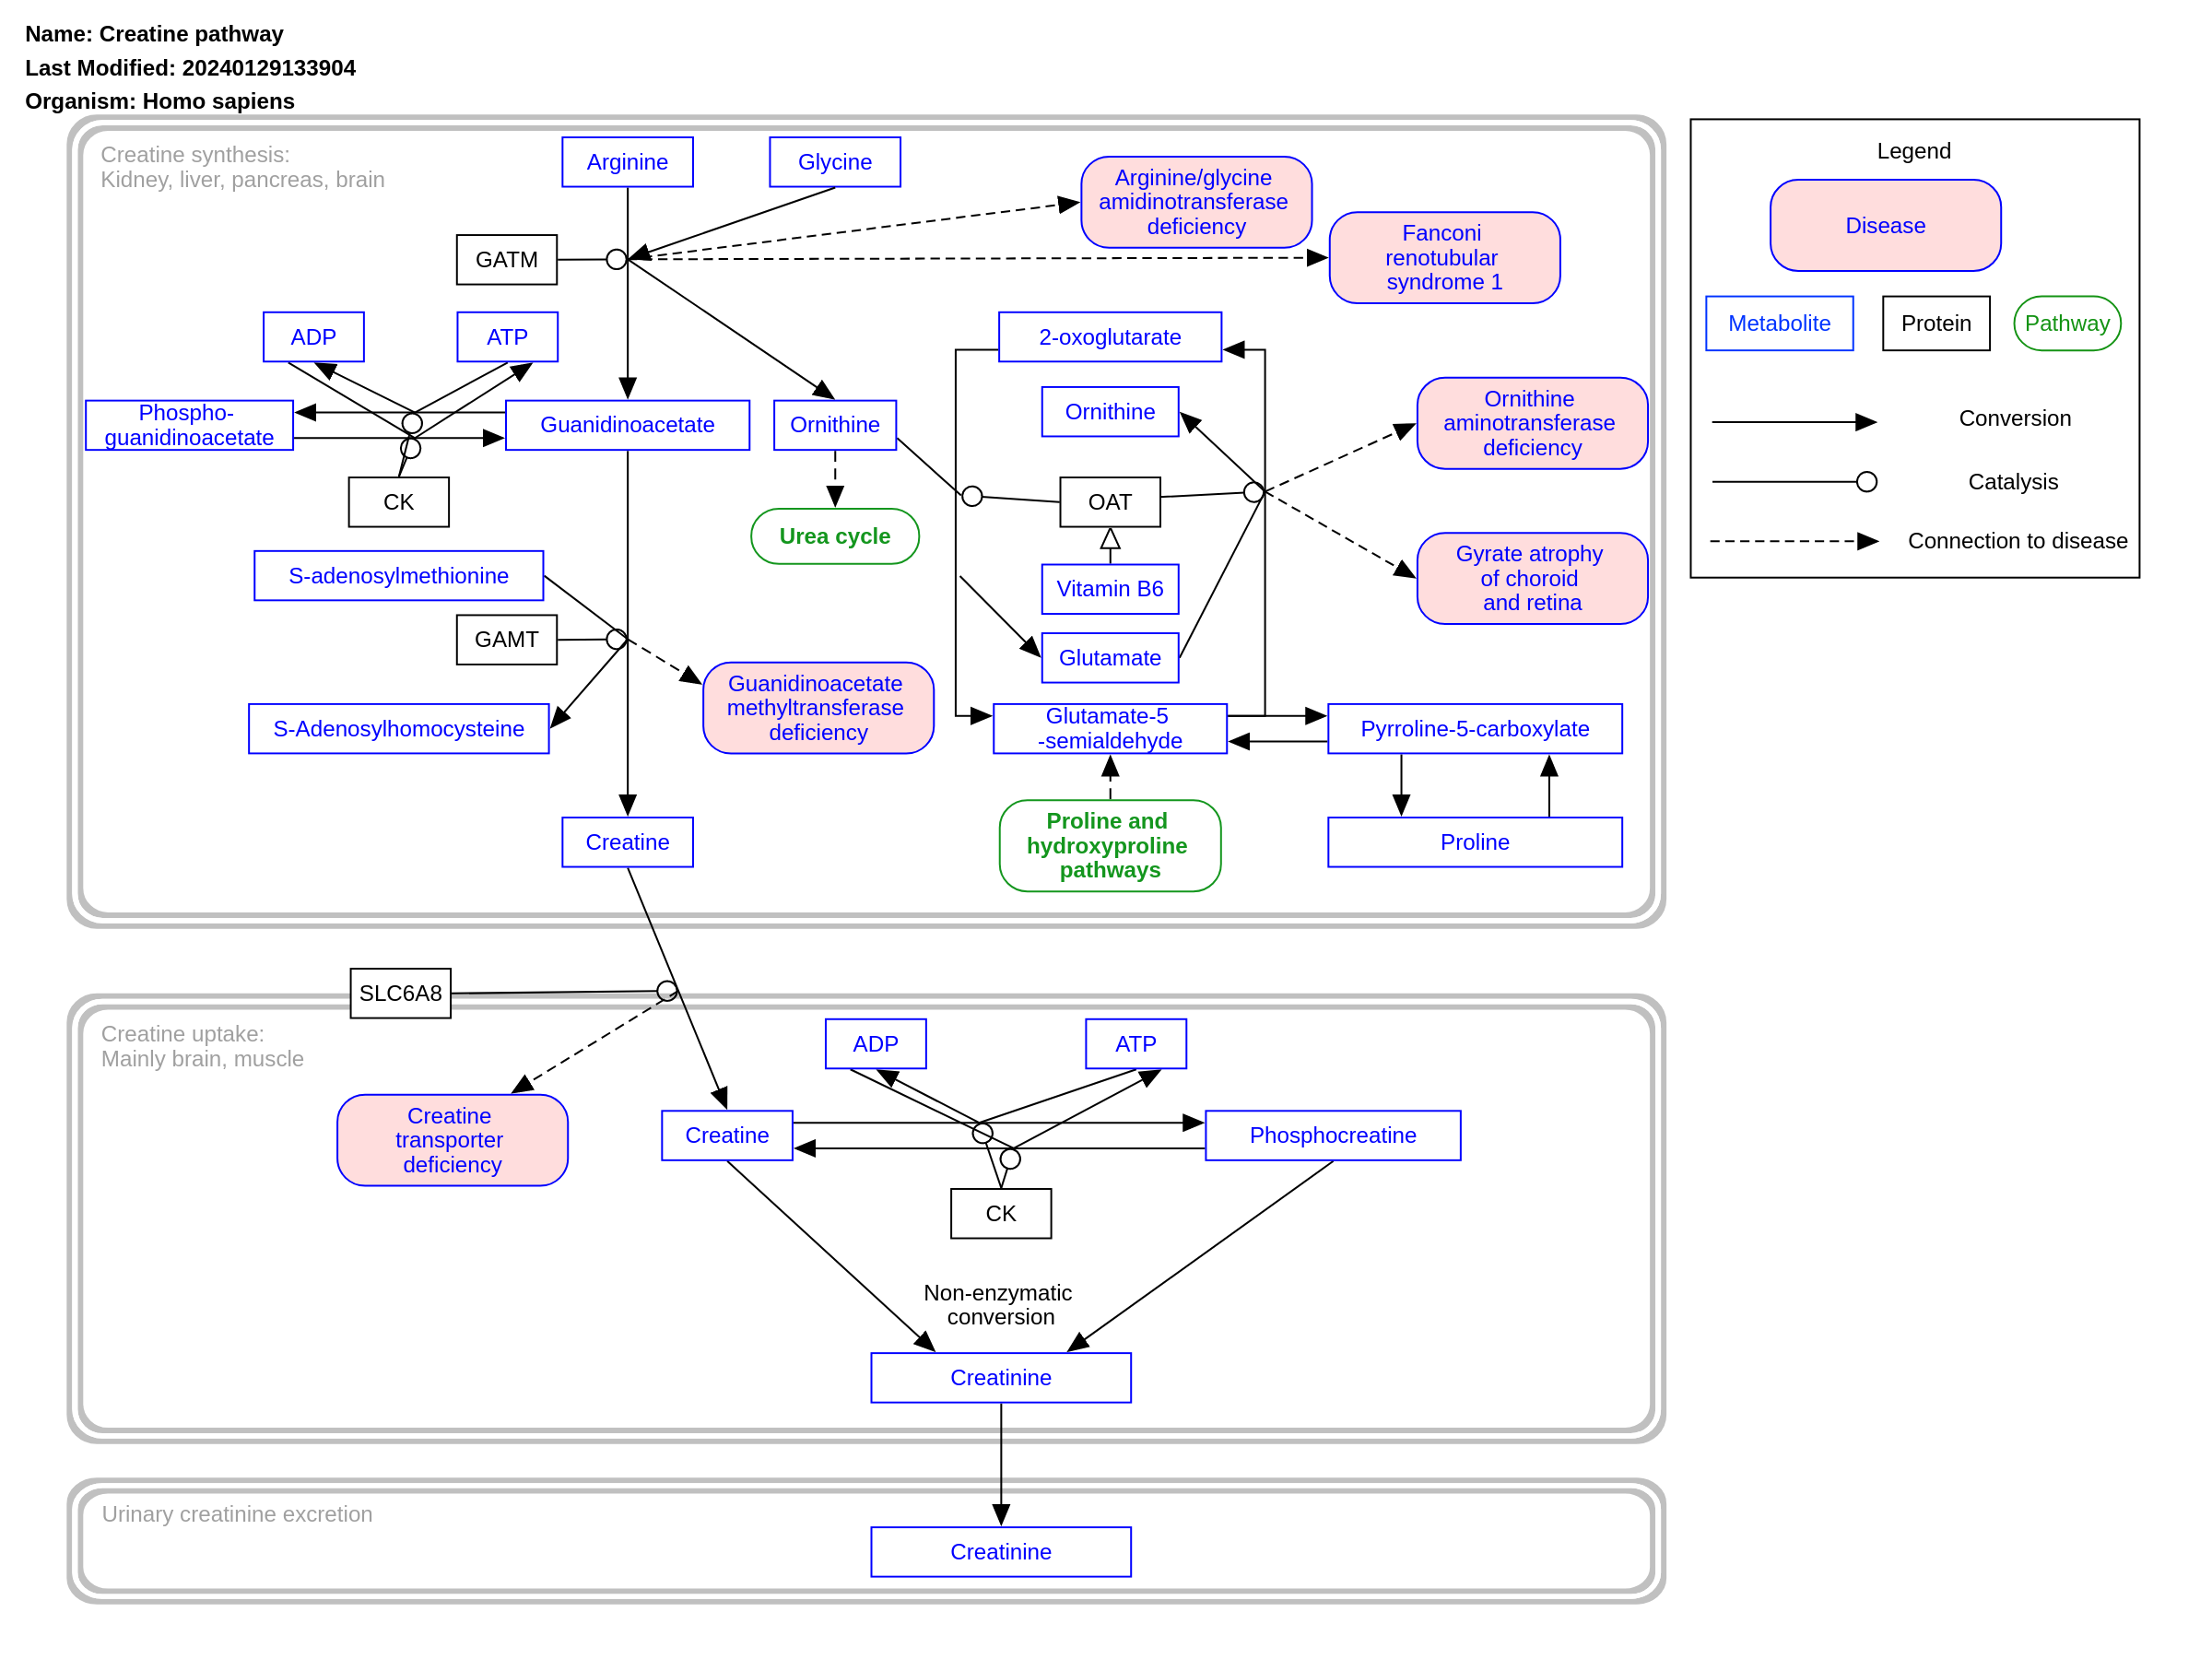 Name: Creatine pathway
Last Modified: 20240129133904
Organism: Homo sapiens
Creatine synthesis:
Kidney, liver, pancreas, brain
Arginine
Glycine
Arginine/glycine
amidinotransferase
deficiency
Fanconi
renotubular
syndrome 1
GATM
ADP
ATP
2-oxoglutarate
Phospho-
guanidinoacetate
Guanidinoacetate
Ornithine
Ornithine
Ornithine
aminotransferase
deficiency
CK
OAT
Urea cycle
Gyrate atrophy
of choroid
and retina
S-adenosylmethionine
Vitamin B6
GAMT
Glutamate
Guanidinoacetate
methyltransferase
deficiency
S-Adenosylhomocysteine
Glutamate-5
-semialdehyde
Pyrroline-5-carboxylate
Creatine
Proline and
hydroxyproline
pathways
Proline
SLC6A8
Creatine uptake:
Mainly brain, muscle
ADP
ATP
Creatine
transporter
deficiency
Creatine
Phosphocreatine
CK
Non-enzymatic
conversion
Creatinine
Urinary creatinine excretion
Creatinine
Legend
Disease
Metabolite
Protein
Pathway
Conversion
Catalysis
Connection to disease